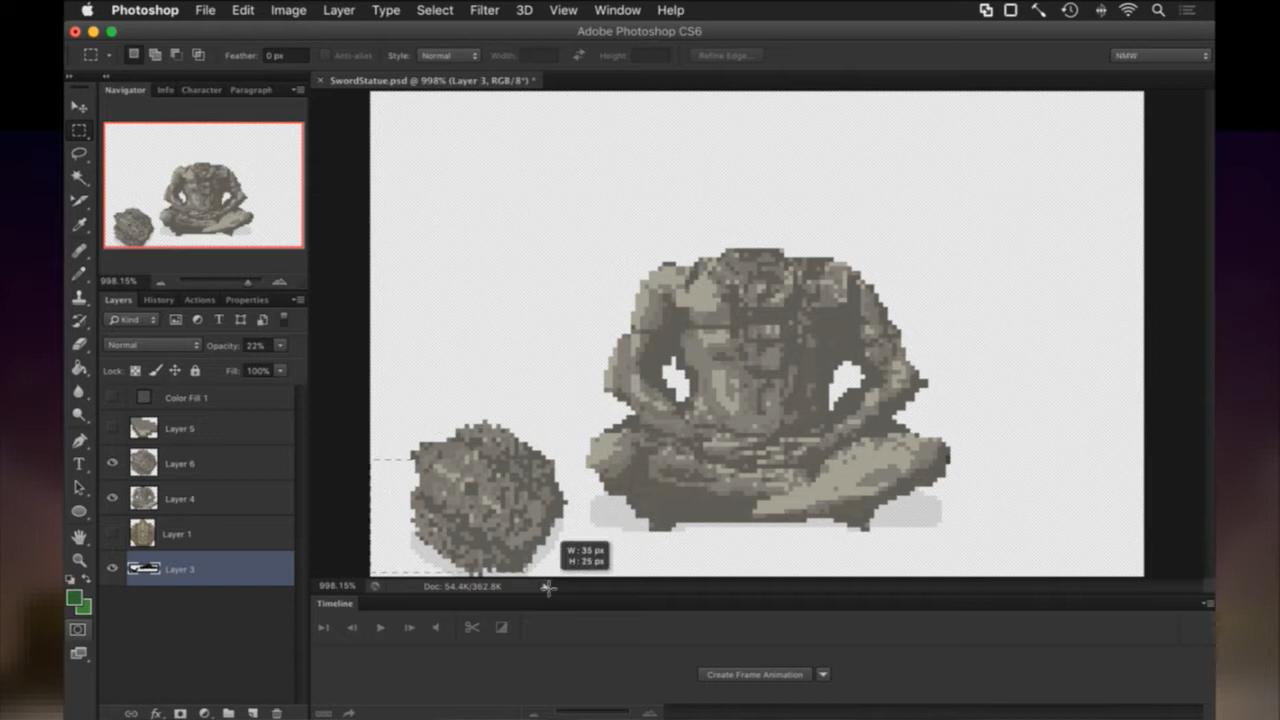 Photoshop File Edit Image Layer Type Select Filter 3D View Window Help
Adobe Photoshop CS6
Feather: 0 px Anti-alias Style: Normal Width: Height: Refine Edge... NMW
× SwordStatue.psd @ 998% (Layer 3, RGB/8*) *
Navigator Info Character Paragraph
998.15%
Layers History Actions Properties
Kind
Normal Opacity: 22%
Lock: Fill: 100%
Color Fill 1
Layer 5
Layer 6
Layer 4
Layer 1
Layer 3
W: 35 px
H: 25 px
998.15% Doc: 54.4K/362.8K
Timeline
Create Frame Animation